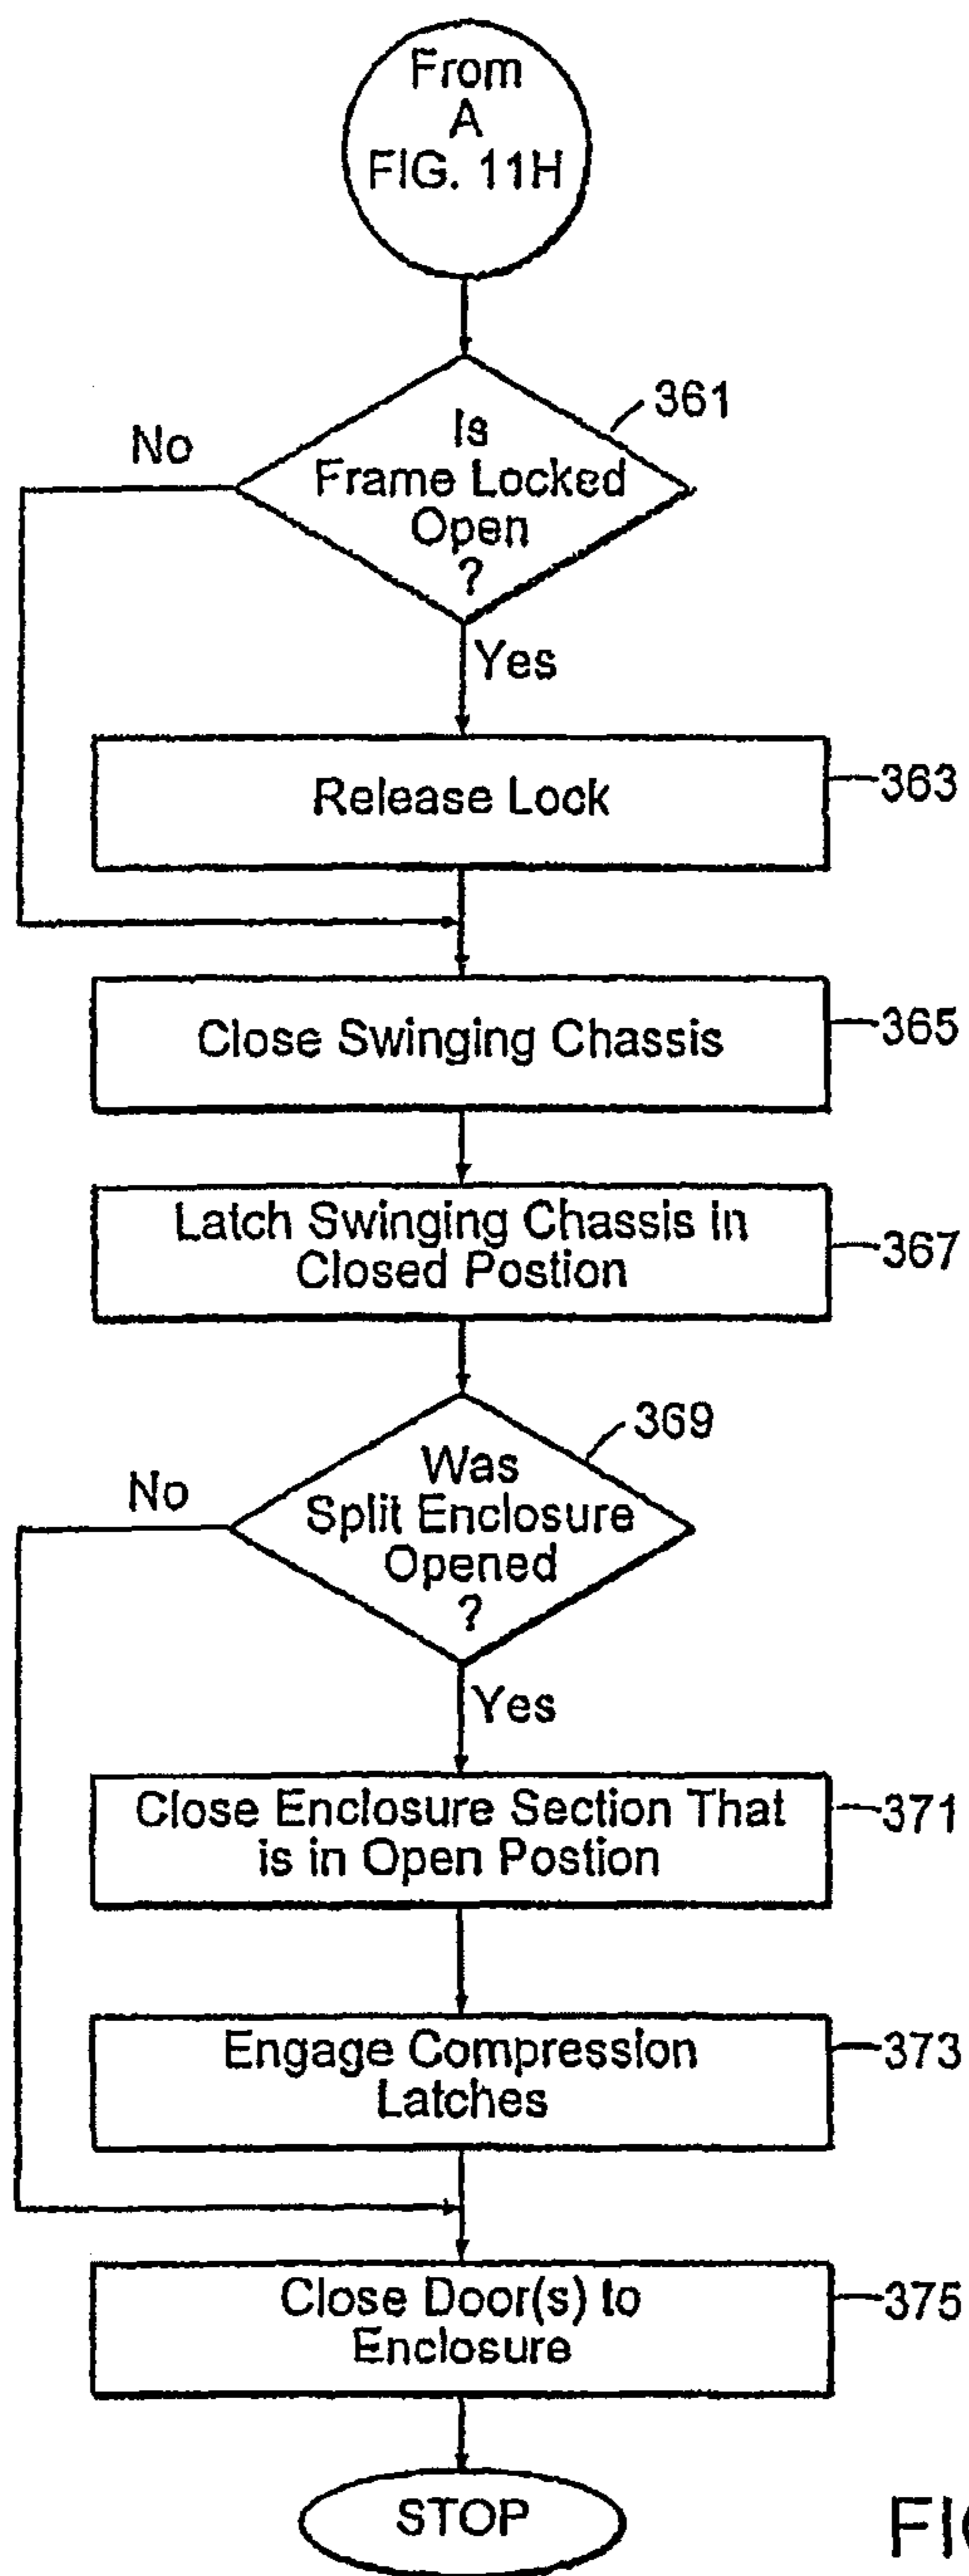 From
A
FIG. 11H
361
No
Is
Frame Locked
Open
?
Yes
Release Lock
363
Close Swinging Chassis
365
Latch Swinging Chassis in
Closed Postion
367
369
No
Was
Split Enclosure
Opened
?
Yes
Close Enclosure Section That
is in Open Postion
371
Engage Compression
Latches
373
Close Door(s) to
Enclosure
375
STOP